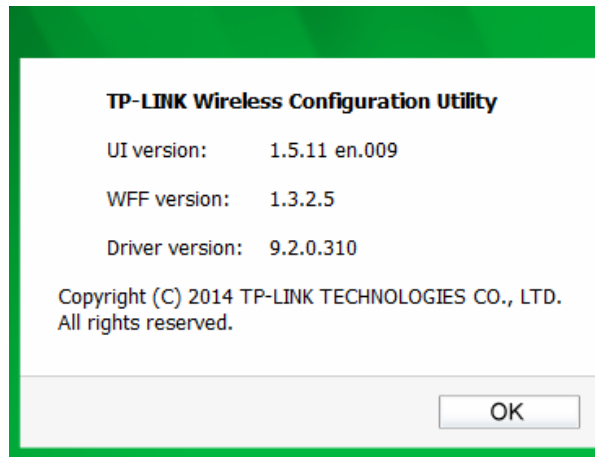 TP-LINK Wireless Configuration Utility
UI version: 1.5.11 en.009
WFF version: 1.3.2.5
Driver version: 9.2.0.310
Copyright (C) 2014 TP-LINK TECHNOLOGIES CO., LTD.
All rights reserved.
OK